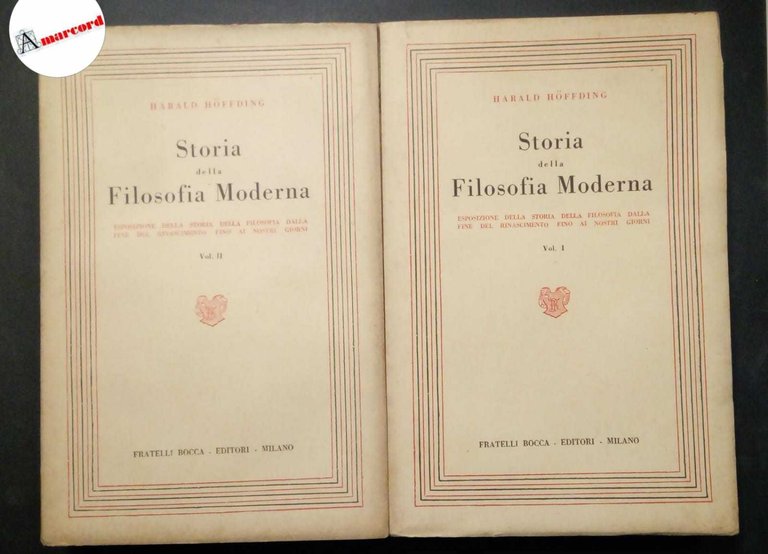 Amarcord
HARALD HÖFFDING
Storia
della
Filosofia Moderna
ESPOSIZIONE DELLA STORIA DELLA FILOSOFIA DALLA
FINE DEL RINASCIMENTO FINO AI NOSTRI GIORNI
Vol. II
FRATELLI BOCCA - EDITORI - MILANO
HARALD HÖFFDING
Storia
della
Filosofia Moderna
ESPOSIZIONE DELLA STORIA DELLA FILOSOFIA DALLA
FINE DEL RINASCIMENTO FINO AI NOSTRI GIORNI
Vol. I
FRATELLI BOCCA - EDITORI - MILANO